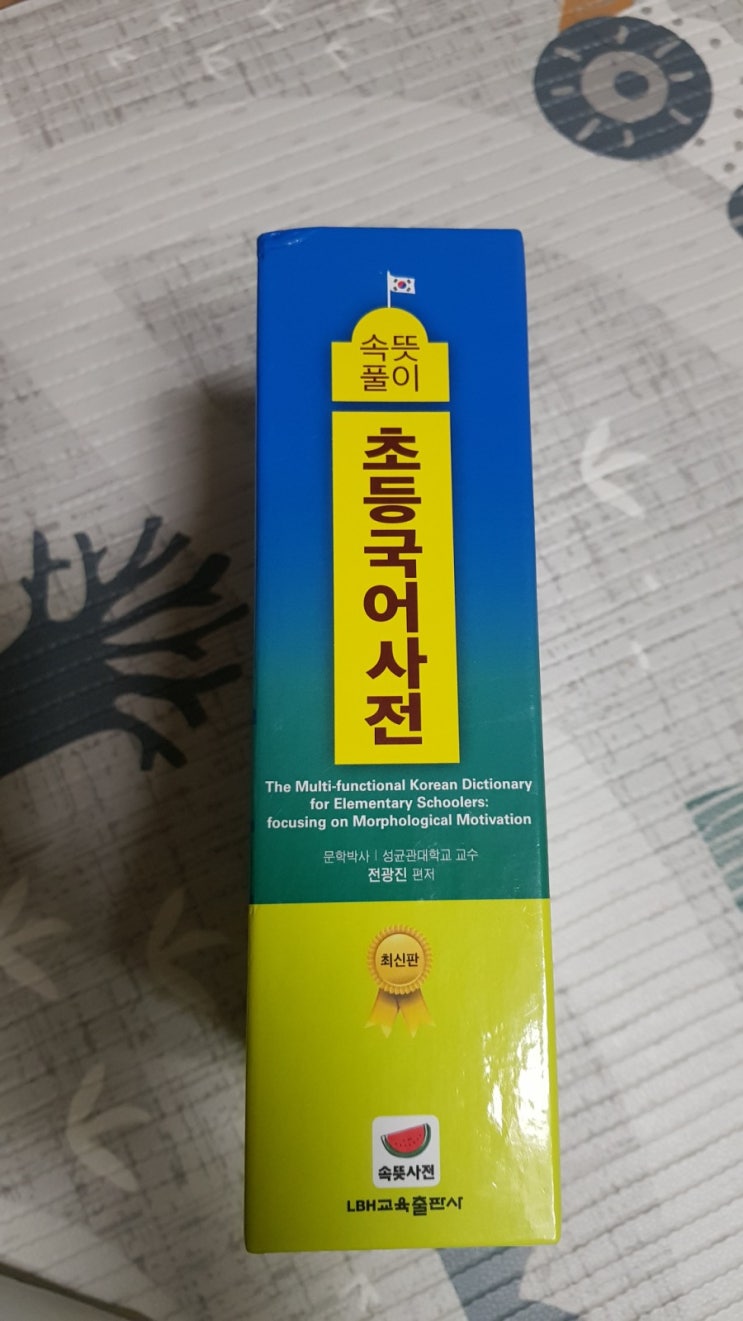 속뜻
풀이
초등국어사전
The Multi-functional Korean Dictionary
for Elementary Schoolers:
focusing on Morphological Motivation
문학박사 | 성균관대학교 교수
전광진 편저
최신판
속뜻사전
LBH교육출판사